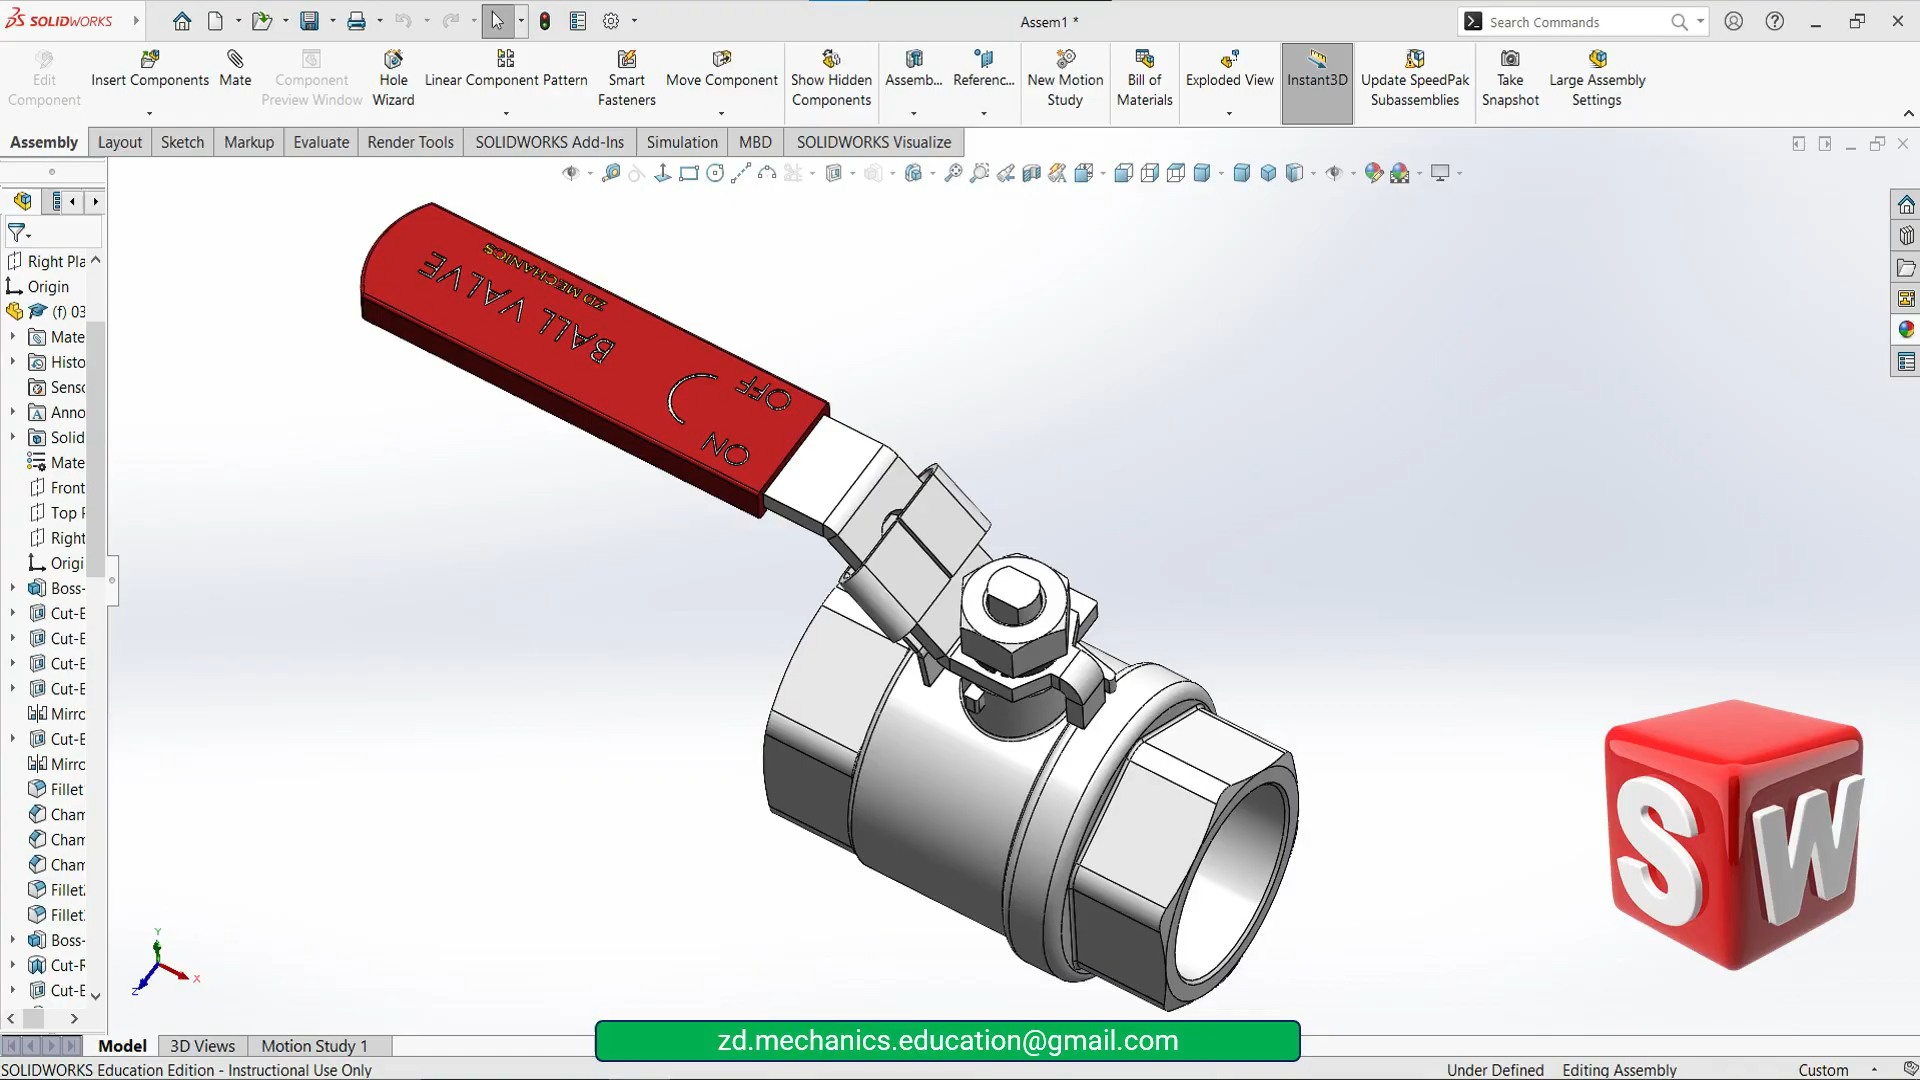 SOLIDWORKS
Assem1 *
Search Commands
Edit Component
Insert Components
Mate
Component Preview Window
Hole Wizard
Linear Component Pattern
Smart Fasteners
Move Component
Show Hidden Components
Assemb...
Referenc...
New Motion Study
Bill of Materials
Exploded View
Instant3D
Update SpeedPak Subassemblies
Take Snapshot
Large Assembly Settings
Assembly
Layout
Sketch
Markup
Evaluate
Render Tools
SOLIDWORKS Add-Ins
Simulation
MBD
SOLIDWORKS Visualize
Right Pla
Origin
(f) 03
Mate
Histo
Senso
Anno
Solid
Mate
Front
Top P
Right
Origi
Boss-
Cut-E
Cut-E
Cut-E
Cut-E
Mirro
Cut-E
Mirro
Fillet
Cham
Cham
Cham
Fillet
Fillet
Boss-
Cut-R
Cut-E
ZD MECHANICS
BALL VALVE
OFF
ON
SW
Y
X
Z
zd.mechanics.education@gmail.com
Model
3D Views
Motion Study 1
SOLIDWORKS Education Edition - Instructional Use Only
Under Defined
Editing Assembly
Custom